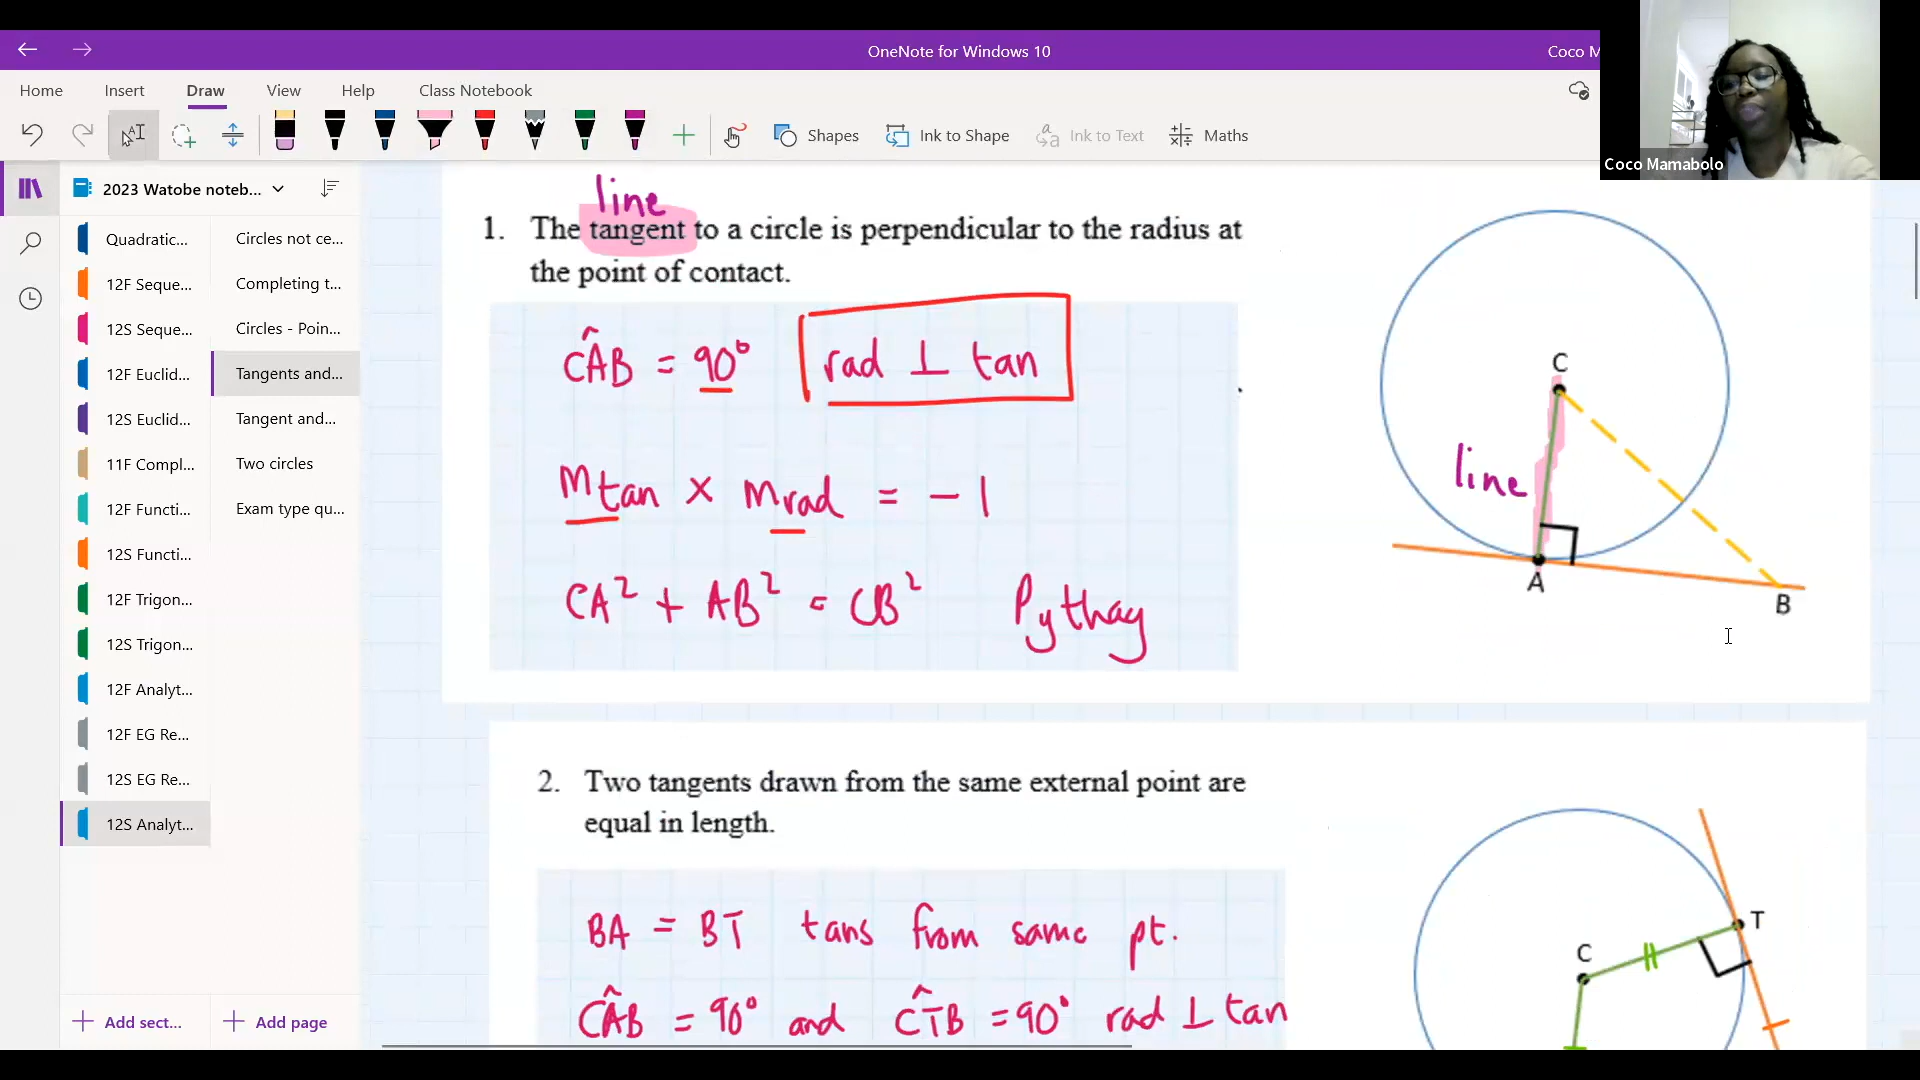 OneNote for Windows 10
Coco M
Home Insert Draw View Help Class Notebook
Shapes Ink to Shape Ink to Text Maths
Coco Mamabolo
2023 Watobe noteb...
Quadratic...
12F Seque...
12S Seque...
12F Euclid...
12S Euclid...
11F Compl...
12F Functi...
12S Functi...
12F Trigon...
12S Trigon...
12F Analyt...
12F EG Re...
12S EG Re...
12S Analyt...
Add sect...
Circles not ce...
Completing t...
Circles - Poin...
Tangents and...
Tangent and...
Two circles
Exam type qu...
Add page
line
1. The tangent to a circle is perpendicular to the radius at
the point of contact.
CÂB = 90° rad ⊥ tan
mtan × mrad = -1
CA² + AB² = CB² Pythag
C
line
A
B
2. Two tangents drawn from the same external point are
equal in length.
BA = BT tans from same pt.
CÂB = 90° and CT̂B = 90° rad ⊥ tan
T
C